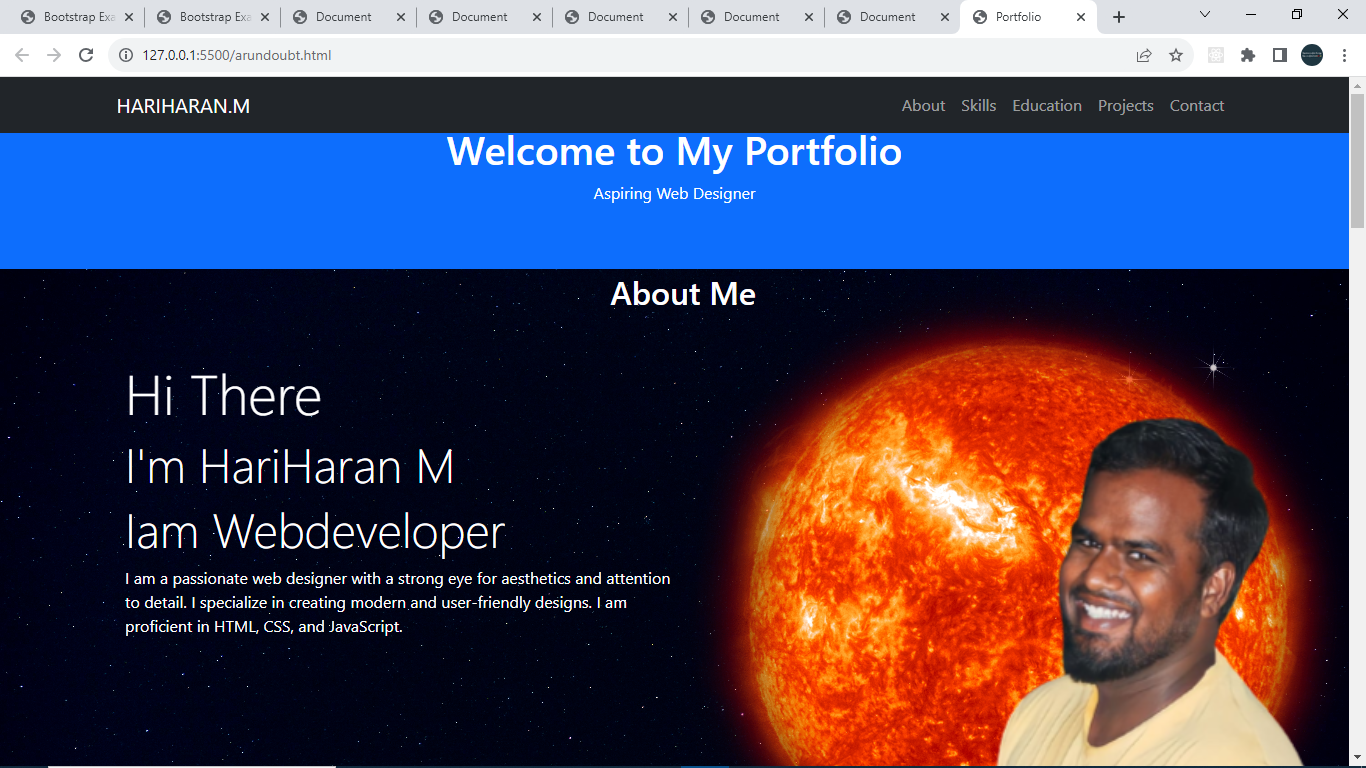 Bootstrap Exa
Bootstrap Exa
Document
Document
Document
Document
Document
Portfolio
127.0.0.1:5500/arundoubt.html
HARIHARAN.M
About Skills Education Projects Contact
Welcome to My Portfolio
Aspiring Web Designer
About Me
Hi There
I'm HariHaran M
Iam Webdeveloper
I am a passionate web designer with a strong eye for aesthetics and attention
to detail. I specialize in creating modern and user-friendly designs. I am
proficient in HTML, CSS, and JavaScript.